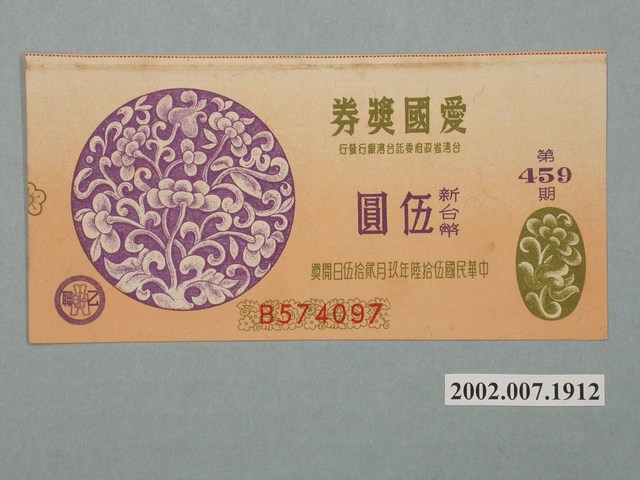 愛國獎券
台湾省政府委託台湾銀行發行
第
459
期
新台幣
伍圓
中華民國伍拾陸年玖月貳拾伍日開獎
B574097
2002.007.1912